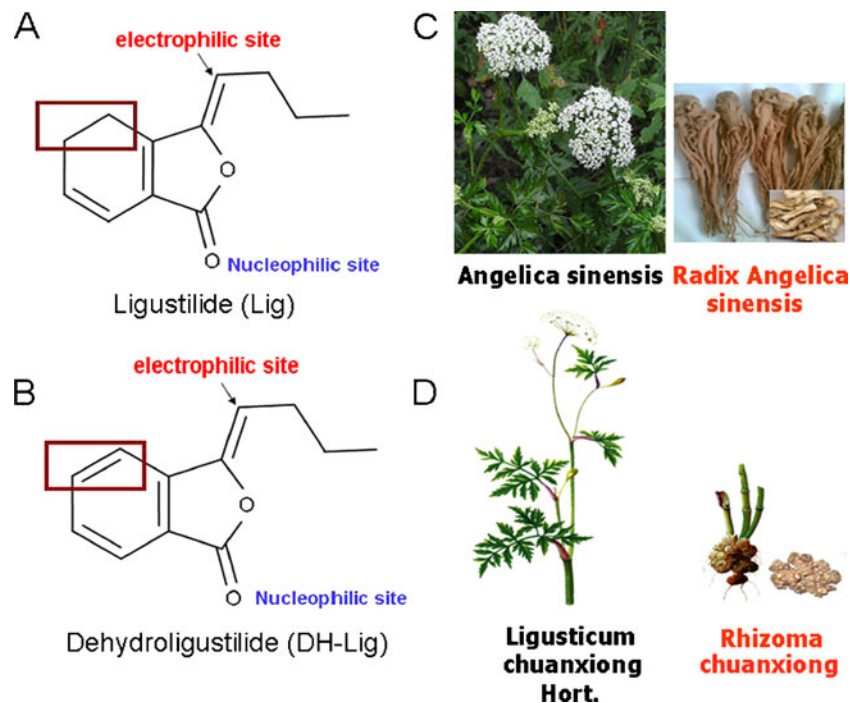 A
electrophilic site
O
O
Nucleophilic site
Ligustilide (Lig)
B
electrophilic site
O
O
Nucleophilic site
Dehydroligustilide (DH-Lig)
C
Angelica sinensis
Radix Angelica
sinensis
D
Ligusticum
chuanxiong
Hort.
Rhizoma
chuanxiong